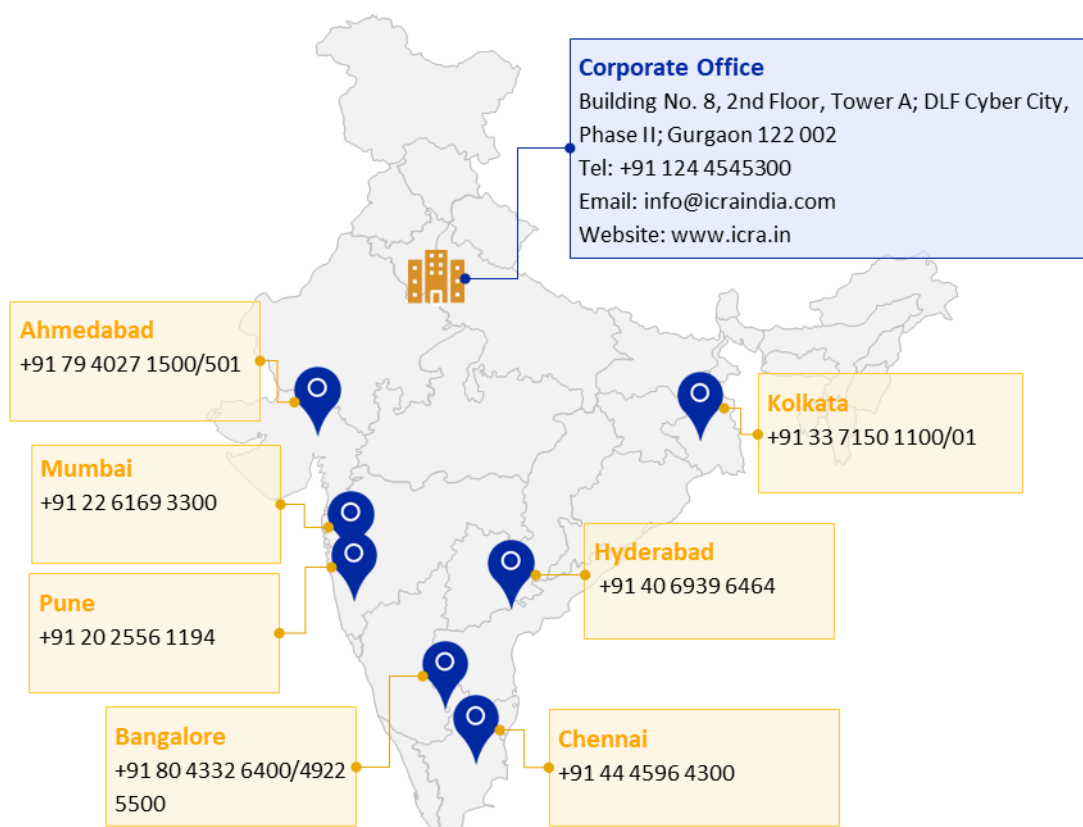 Corporate Office
Building No. 8, 2nd Floor, Tower A; DLF Cyber City,
Phase II; Gurgaon 122 002
Tel: +91 124 4545300
Email: info@icraindia.com
Website: www.icra.in
Ahmedabad
+91 79 4027 1500/501
Kolkata
+91 33 7150 1100/01
Mumbai
+91 22 6169 3300
Hyderabad
+91 40 6939 6464
Pune
+91 20 2556 1194
Bangalore
+91 80 4332 6400/4922
5500
Chennai
+91 44 4596 4300